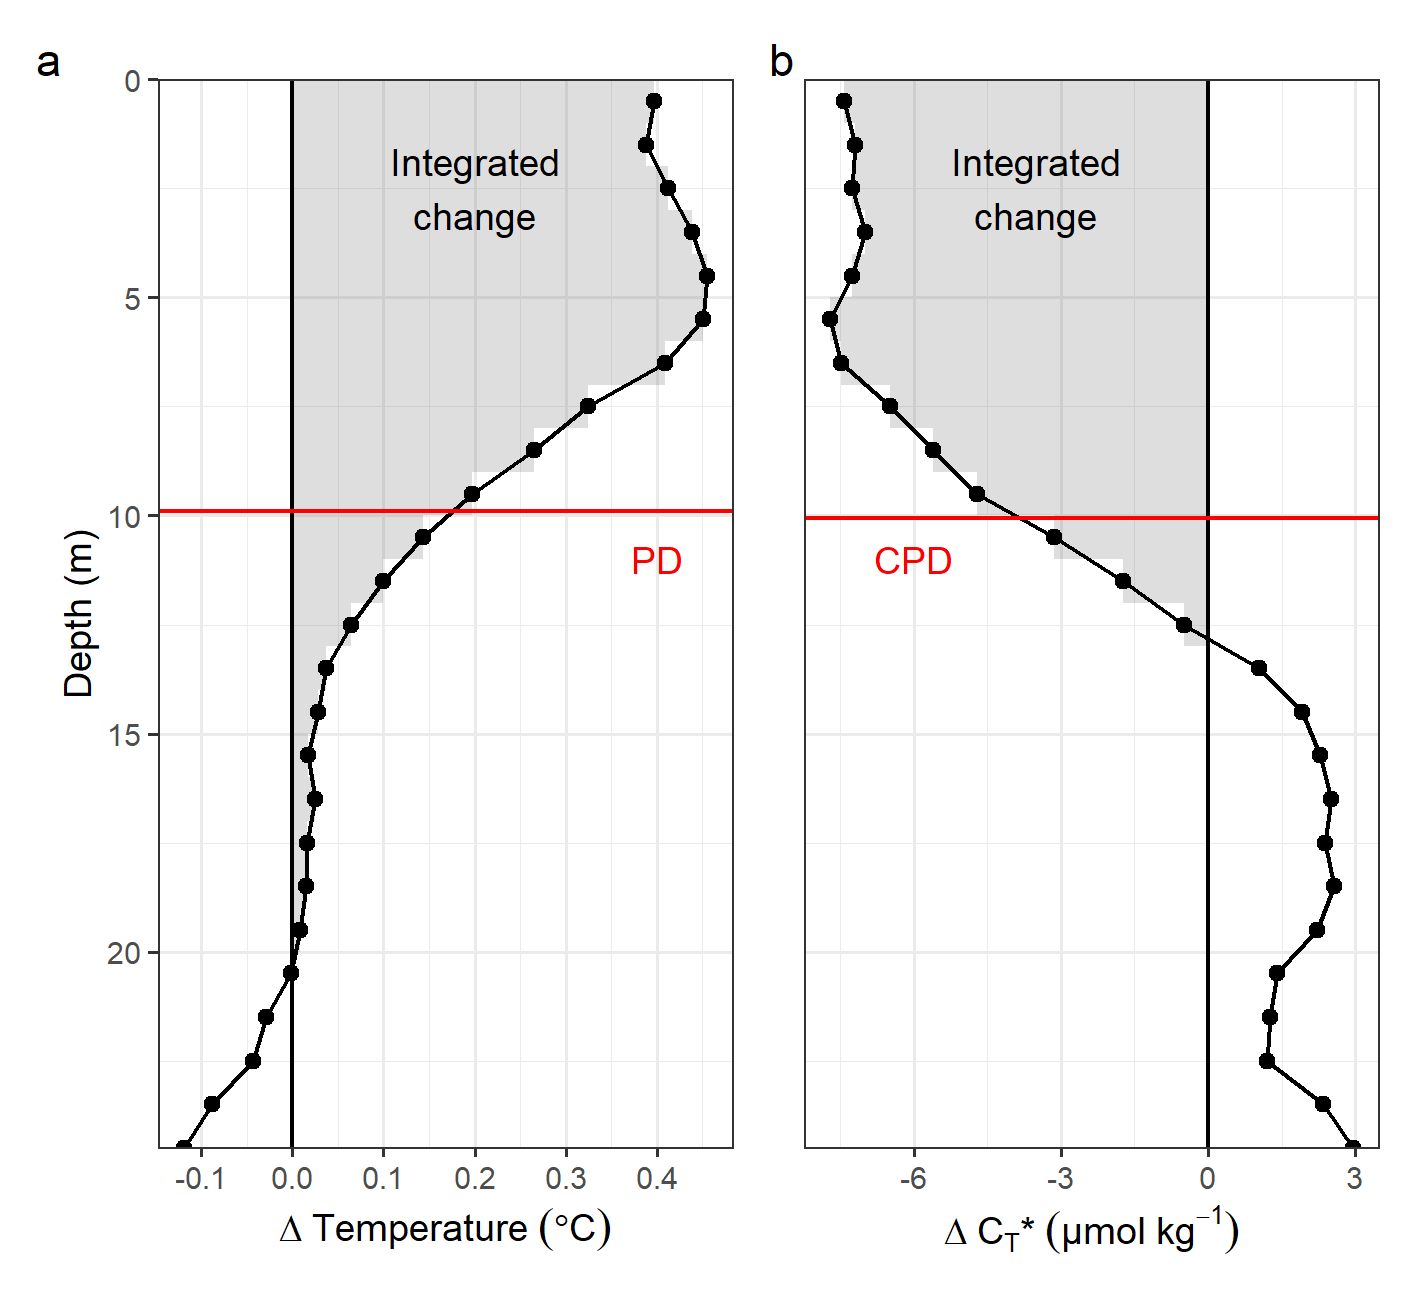 a
b
0
5
10
15
20
Depth (m)
Integrated
change
PD
-0.1 0.0 0.1 0.2 0.3 0.4
Δ Temperature (°C)
Integrated
change
CPD
-6 -3 0 3
Δ C_T* (µmol kg⁻¹)